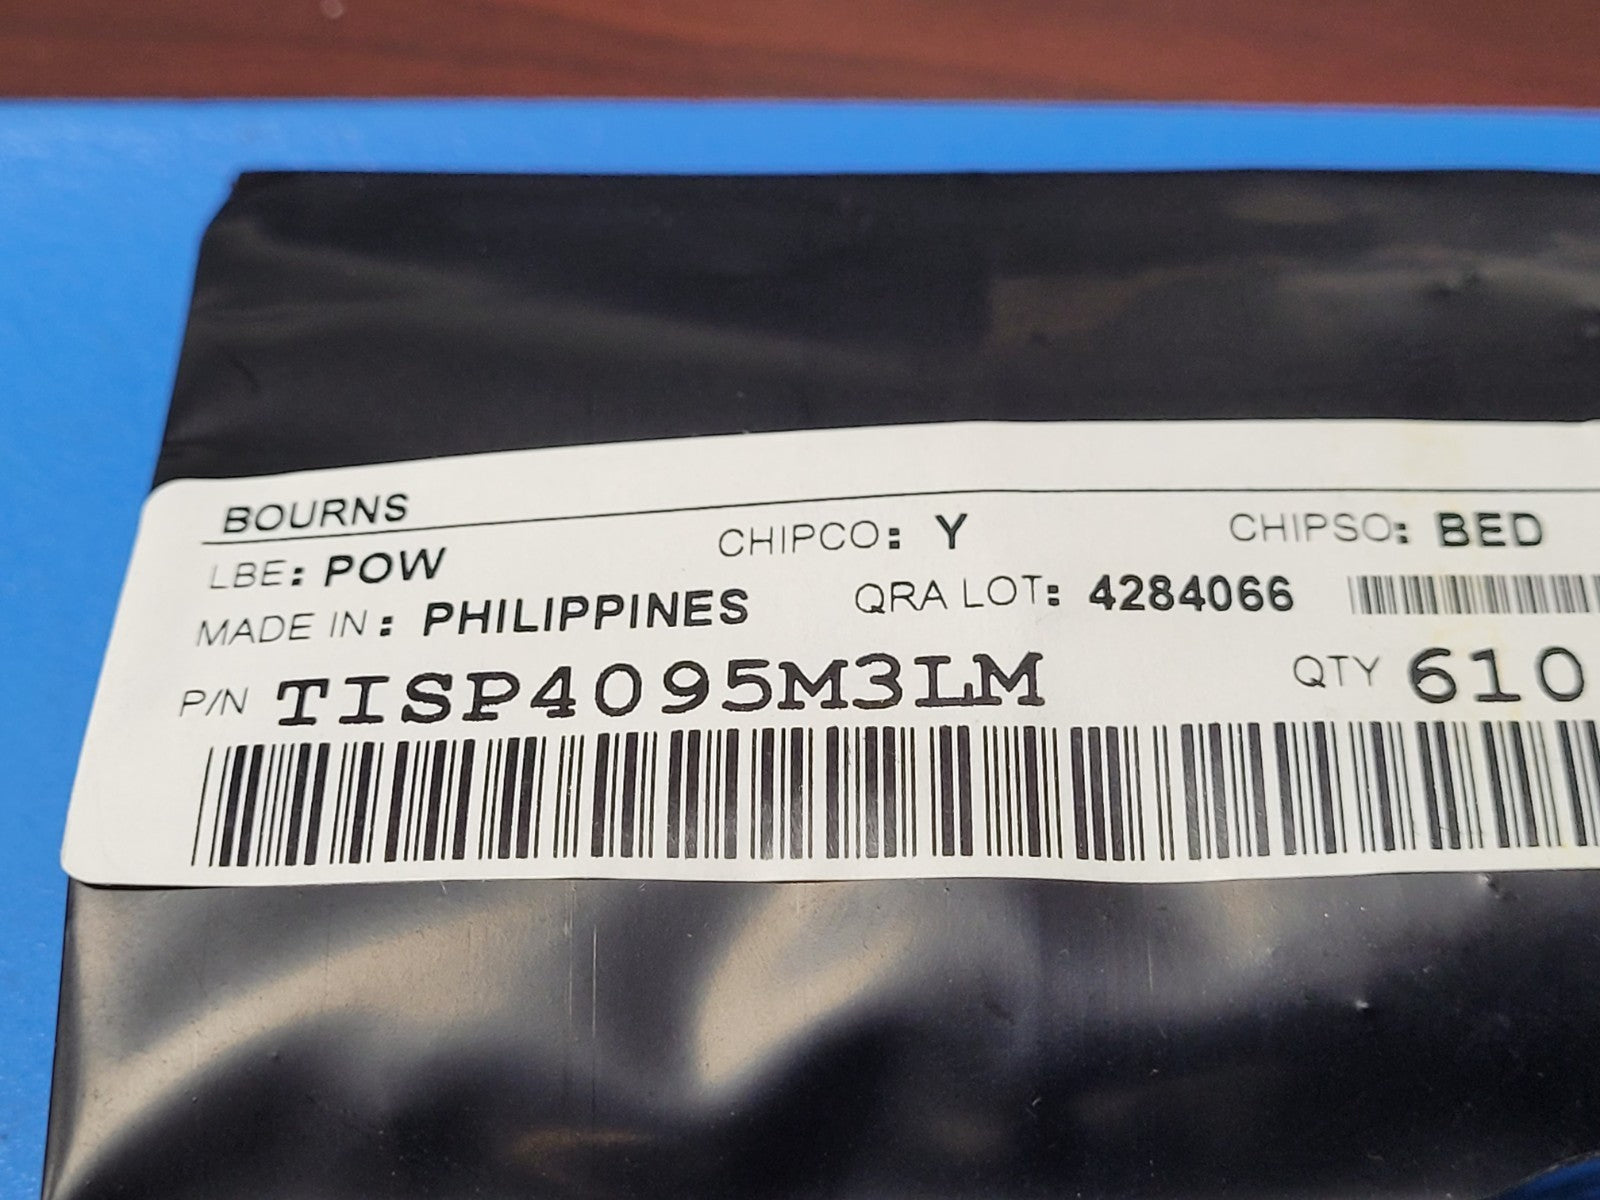 BOURNS
LBE: POW CHIPCO: Y CHIPSO: BED
MADE IN: PHILIPPINES QRA LOT: 4284066
P/N TISP4095M3LM QTY 610